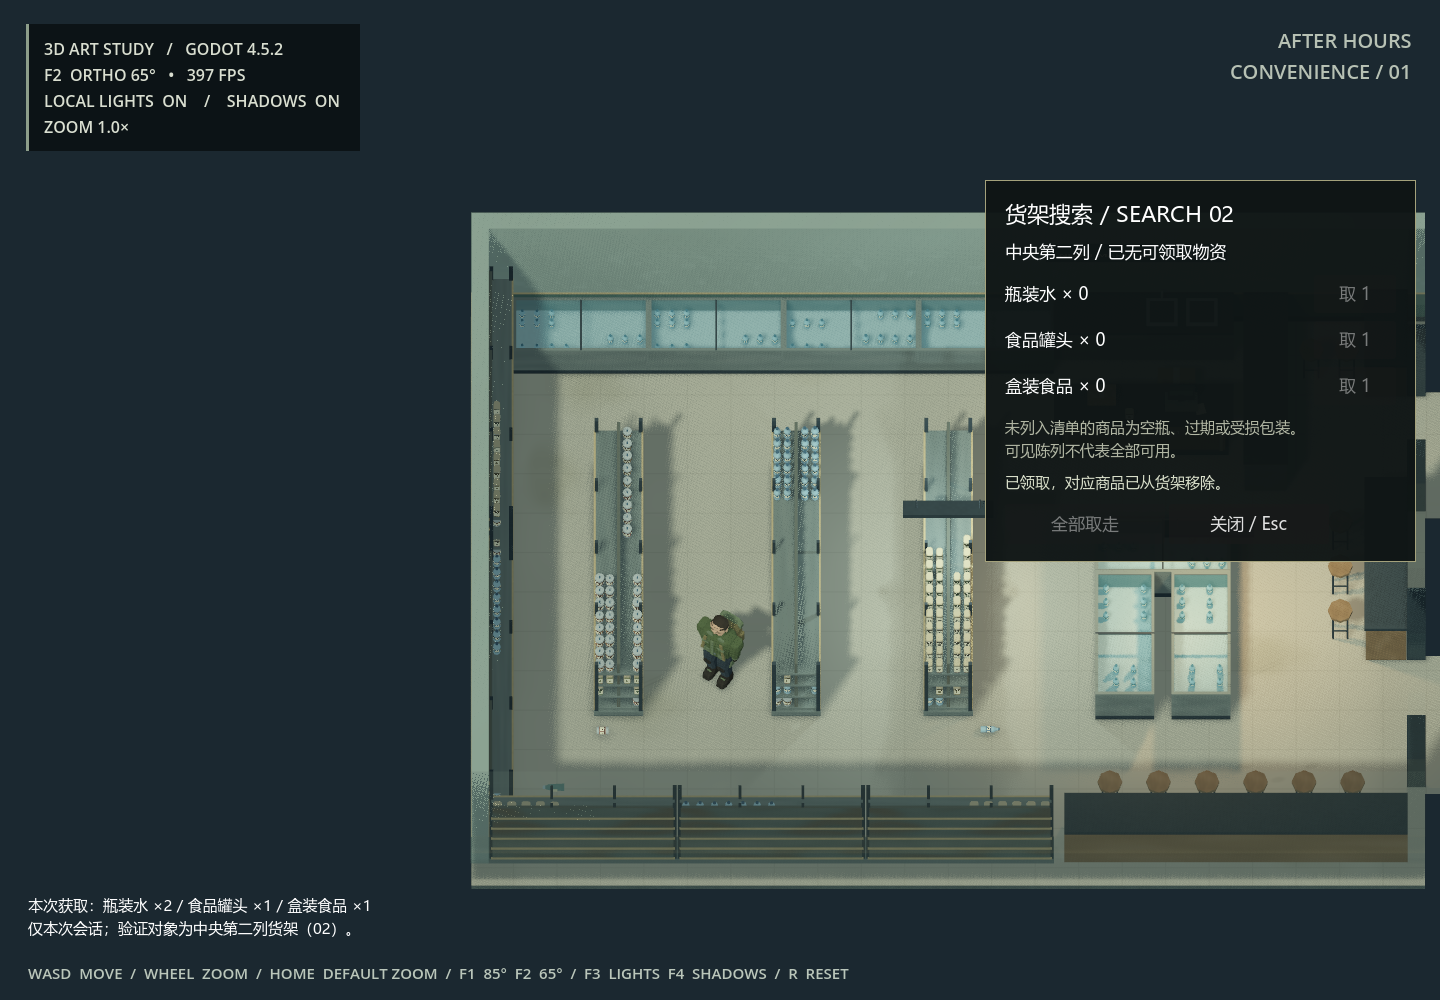 3D ART STUDY / GODOT 4.5.2
F2 ORTHO 65° • 397 FPS
LOCAL LIGHTS ON / SHADOWS ON
ZOOM 1.0×
AFTER HOURS
CONVENIENCE / 01
货架搜索 / SEARCH 02
中央第二列 / 已无可领取物资
瓶装水 × 0 取 1
食品罐头 × 0 取 1
盒装食品 × 0 取 1
未列入清单的商品为空瓶、过期或受损包装。
可见陈列不代表全部可用。
已领取，对应商品已从货架移除。
全部取走 关闭 / Esc
本次获取：瓶装水 ×2 / 食品罐头 ×1 / 盒装食品 ×1
仅本次会话；验证对象为中央第二列货架（02）。
WASD MOVE / WHEEL ZOOM / HOME DEFAULT ZOOM / F1 85° F2 65° / F3 LIGHTS F4 SHADOWS / R RESET